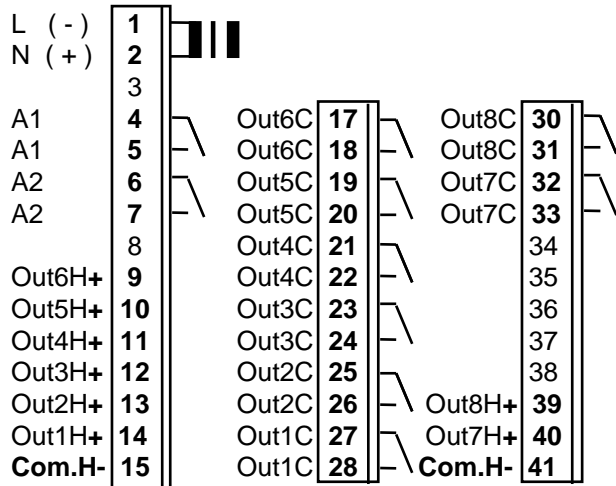 L (-) 1
N (+) 2
3
A1 4
A1 5
A2 6
A2 7
8
Out6H+ 9
Out5H+ 10
Out4H+ 11
Out3H+ 12
Out2H+ 13
Out1H+ 14
Com.H- 15
Out6C 17
Out6C 18
Out5C 19
Out5C 20
Out4C 21
Out4C 22
Out3C 23
Out3C 24
Out2C 25
Out2C 26
Out1C 27
Out1C 28
Out8C 30
Out8C 31
Out7C 32
Out7C 33
34
35
36
37
38
Out8H+ 39
Out7H+ 40
Com.H- 41